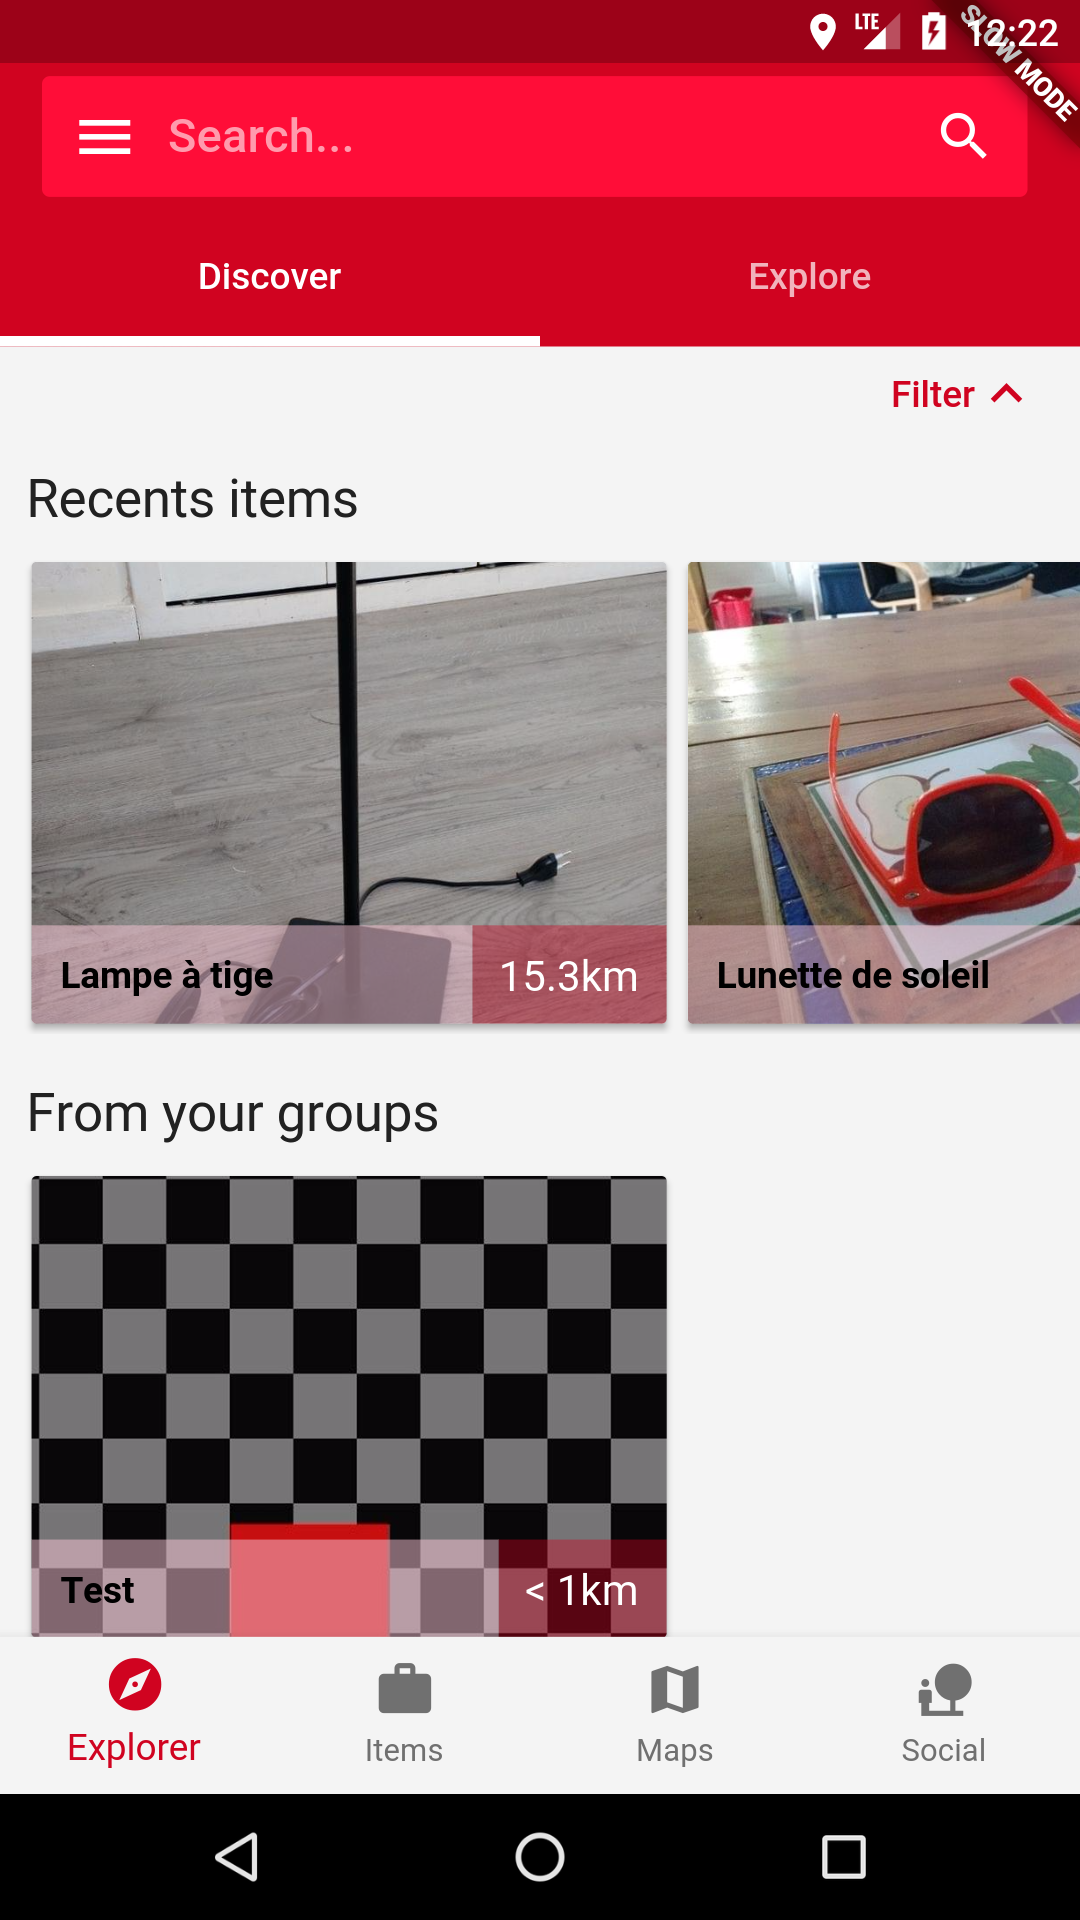 LTE 12:22
SLOW MODE
Search...
Discover Explore
Filter
Recents items
Lampe à tige 15.3km Lunette de soleil
From your groups
Test < 1km
Explorer Items Maps Social